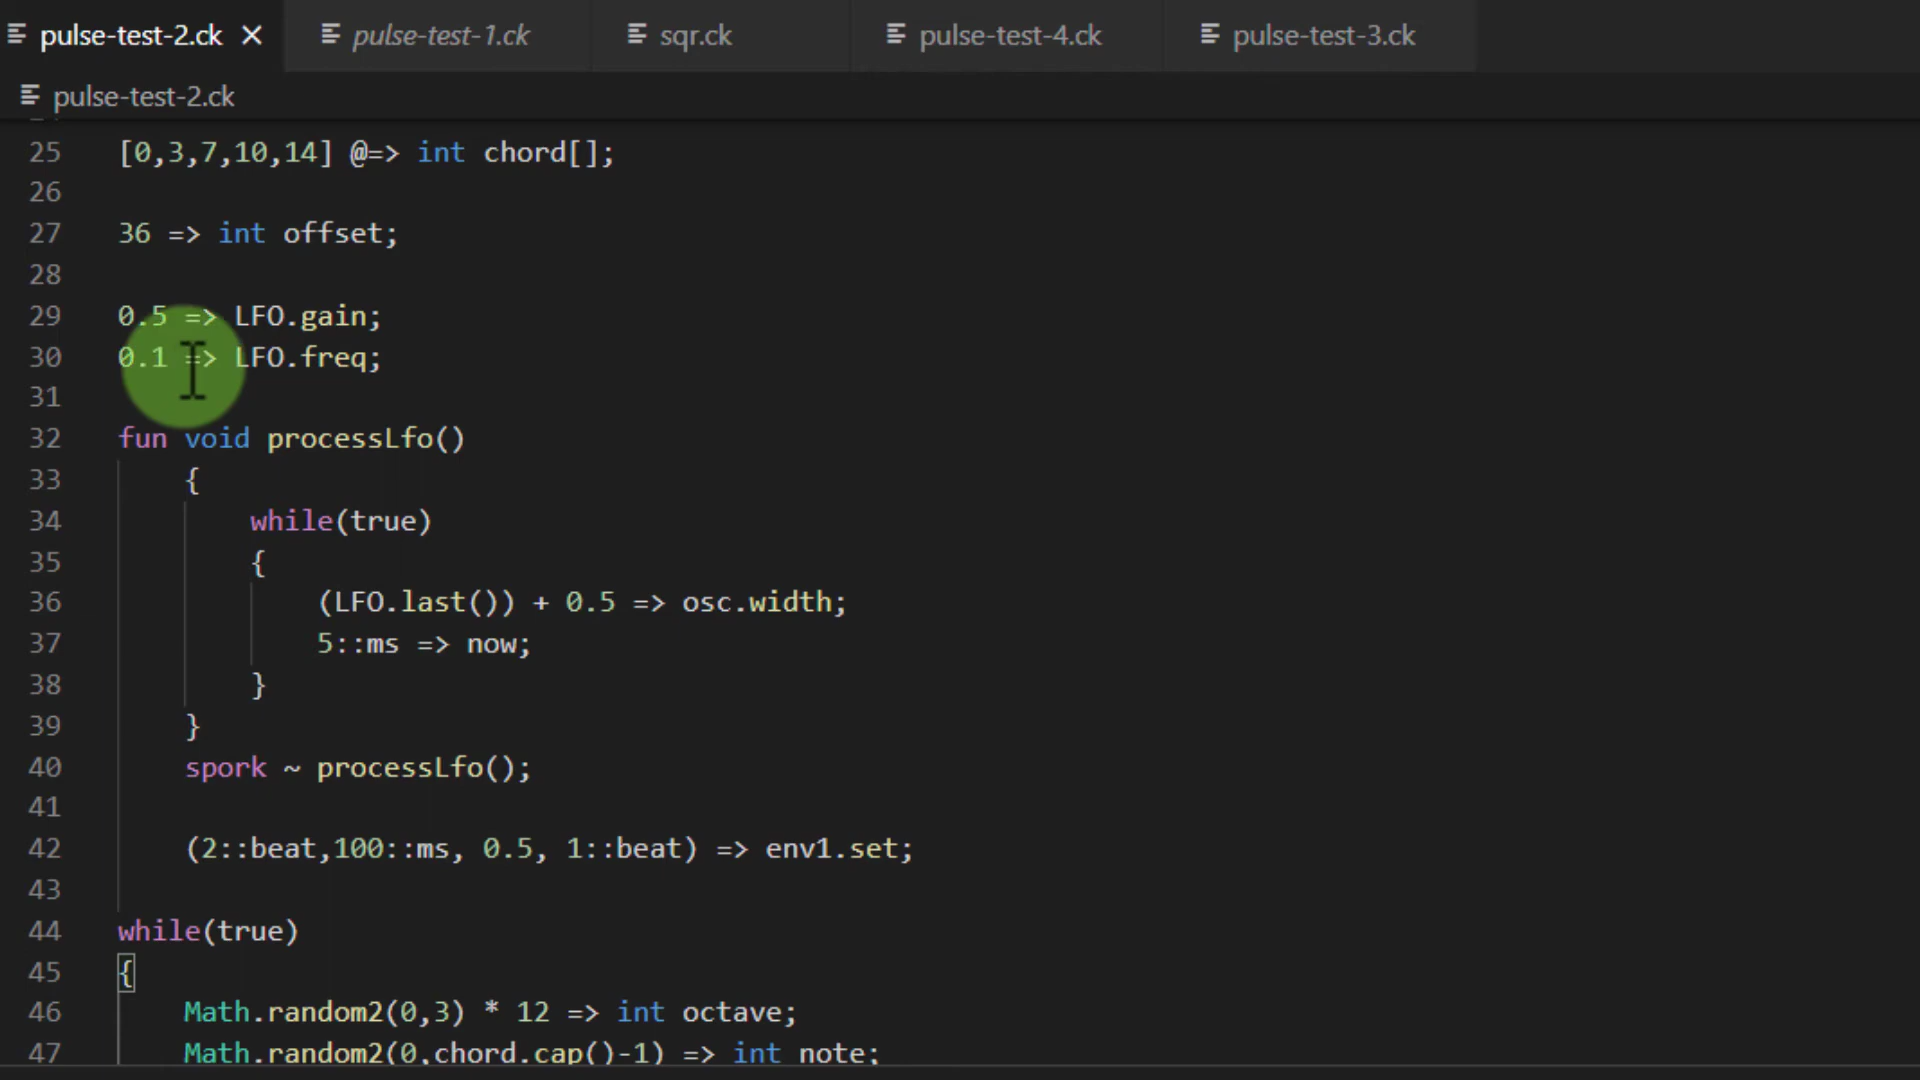 pulse-test-2.ck pulse-test-1.ck sqr.ck pulse-test-4.ck pulse-test-3.ck
pulse-test-2.ck
25 [0,3,7,10,14] @=> int chord[];
26
27 36 => int offset;
28
29 0.5 => LFO.gain;
30 0.1 => LFO.freq;
31
32 fun void processLfo()
33 {
34 while(true)
35 {
36 (LFO.last()) + 0.5 => osc.width;
37 5::ms => now;
38 }
39 }
40 spork ~ processLfo();
41
42 (2::beat,100::ms, 0.5, 1::beat) => env1.set;
43
44 while(true)
45 {
46 Math.random2(0,3) * 12 => int octave;
47 Math.random2(0,chord.cap()-1) => int note;